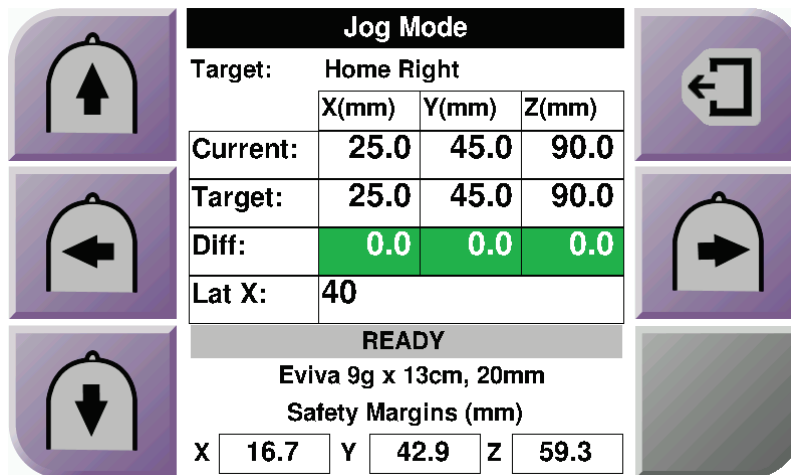 Jog Mode
Target: Home Right
X(mm) Y(mm) Z(mm)
Current: 25.0 45.0 90.0
Target: 25.0 45.0 90.0
Diff: 0.0 0.0 0.0
Lat X: 40
READY
Eviva 9g x 13cm, 20mm
Safety Margins (mm)
X 16.7 Y 42.9 Z 59.3